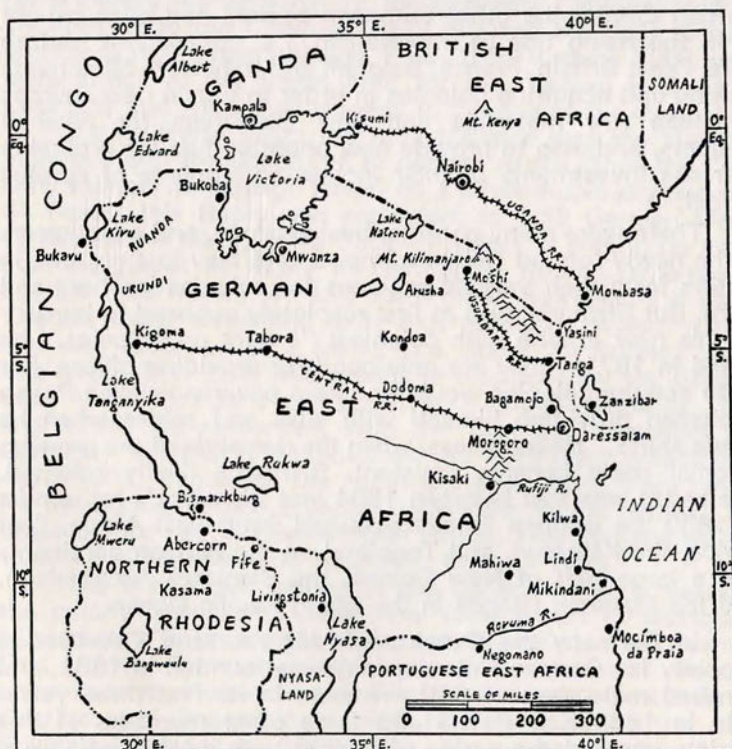 30°E
35°E
40°E
Lake
Albert
UGANDA
BRITISH
EAST
AFRICA
SOMALI
LAND
Kampala
Kisumi
Mt. Kenya
0°
Eq.
0°
Eq.
BELGIAN CONGO
Lake
Edward
Lake
Victoria
Nairobi
Bukoba
UGANDA RR.
Lake
Kivu
RUANDA
Lake
Natron
Bukavu
Mwanza
Mt. Kilimanjaro
Moshi
Arusha
Mombasa
URUNDI
GERMAN
USUMBARA RR.
Yasini
Kigoma
Tabora
Kondoa
Tanga
5°
S.
5°
S.
Lake
Tanganyika
CENTRAL
R.R.
Dodoma
EAST
Bagamojo
Zanzibar
Morogoro
Daressalam
Lake
Rukwa
Kisaki
Rufiji R.
Bismarckburg
AFRICA
INDIAN
OCEAN
Lake
Mweru
Abercorn
Fife
Kilwa
NORTHERN
Mahiwa
Lindi
10°
S.
10°
S.
Kasama
Livingstonia
Mikindani
RHODESIA
Lake
Nyasa
Rovuma R.
Lake
Bangweulu
Negomano
Mocímboa
da Praia
NYASA-
LAND
PORTUGUESE EAST AFRICA
SCALE OF MILES
0 100 200 300
30°E
35°E
40°E